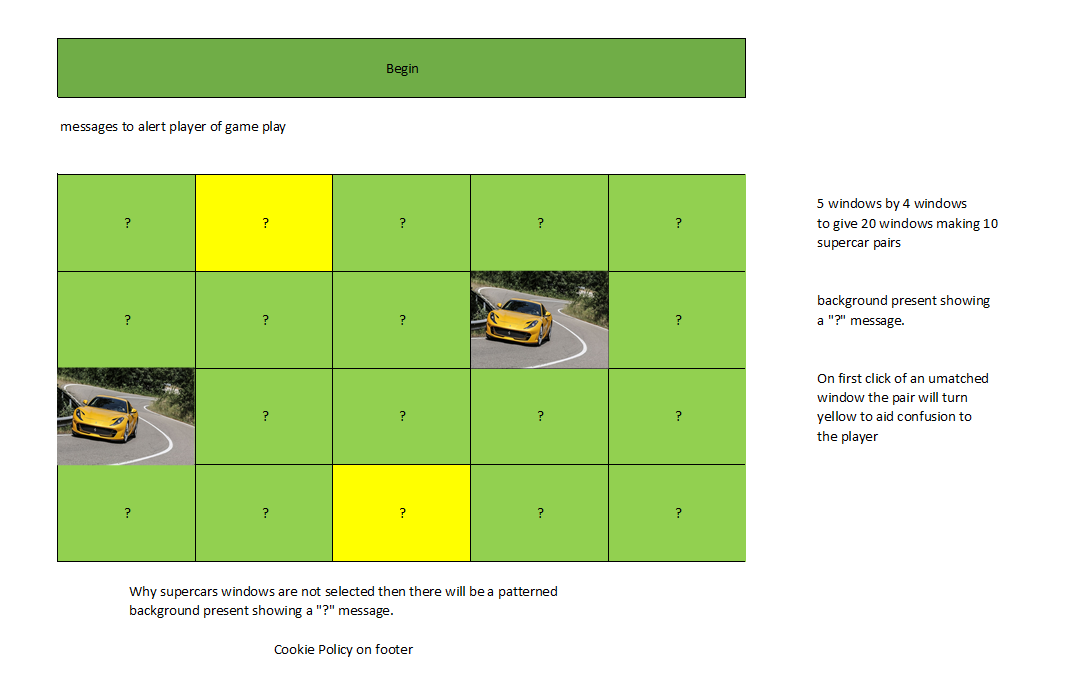 Begin
messages to alert player of game play
? ? ? ? ?
? ? ? ?
? ? ? ?
? ? ? ? ?
5 windows by 4 windows
to give 20 windows making 10
supercar pairs
background present showing
a "?" message.
On first click of an umatched
window the pair will turn
yellow to aid confusion to
the player
Why supercars windows are not selected then there will be a patterned
background present showing a "?" message.
Cookie Policy on footer